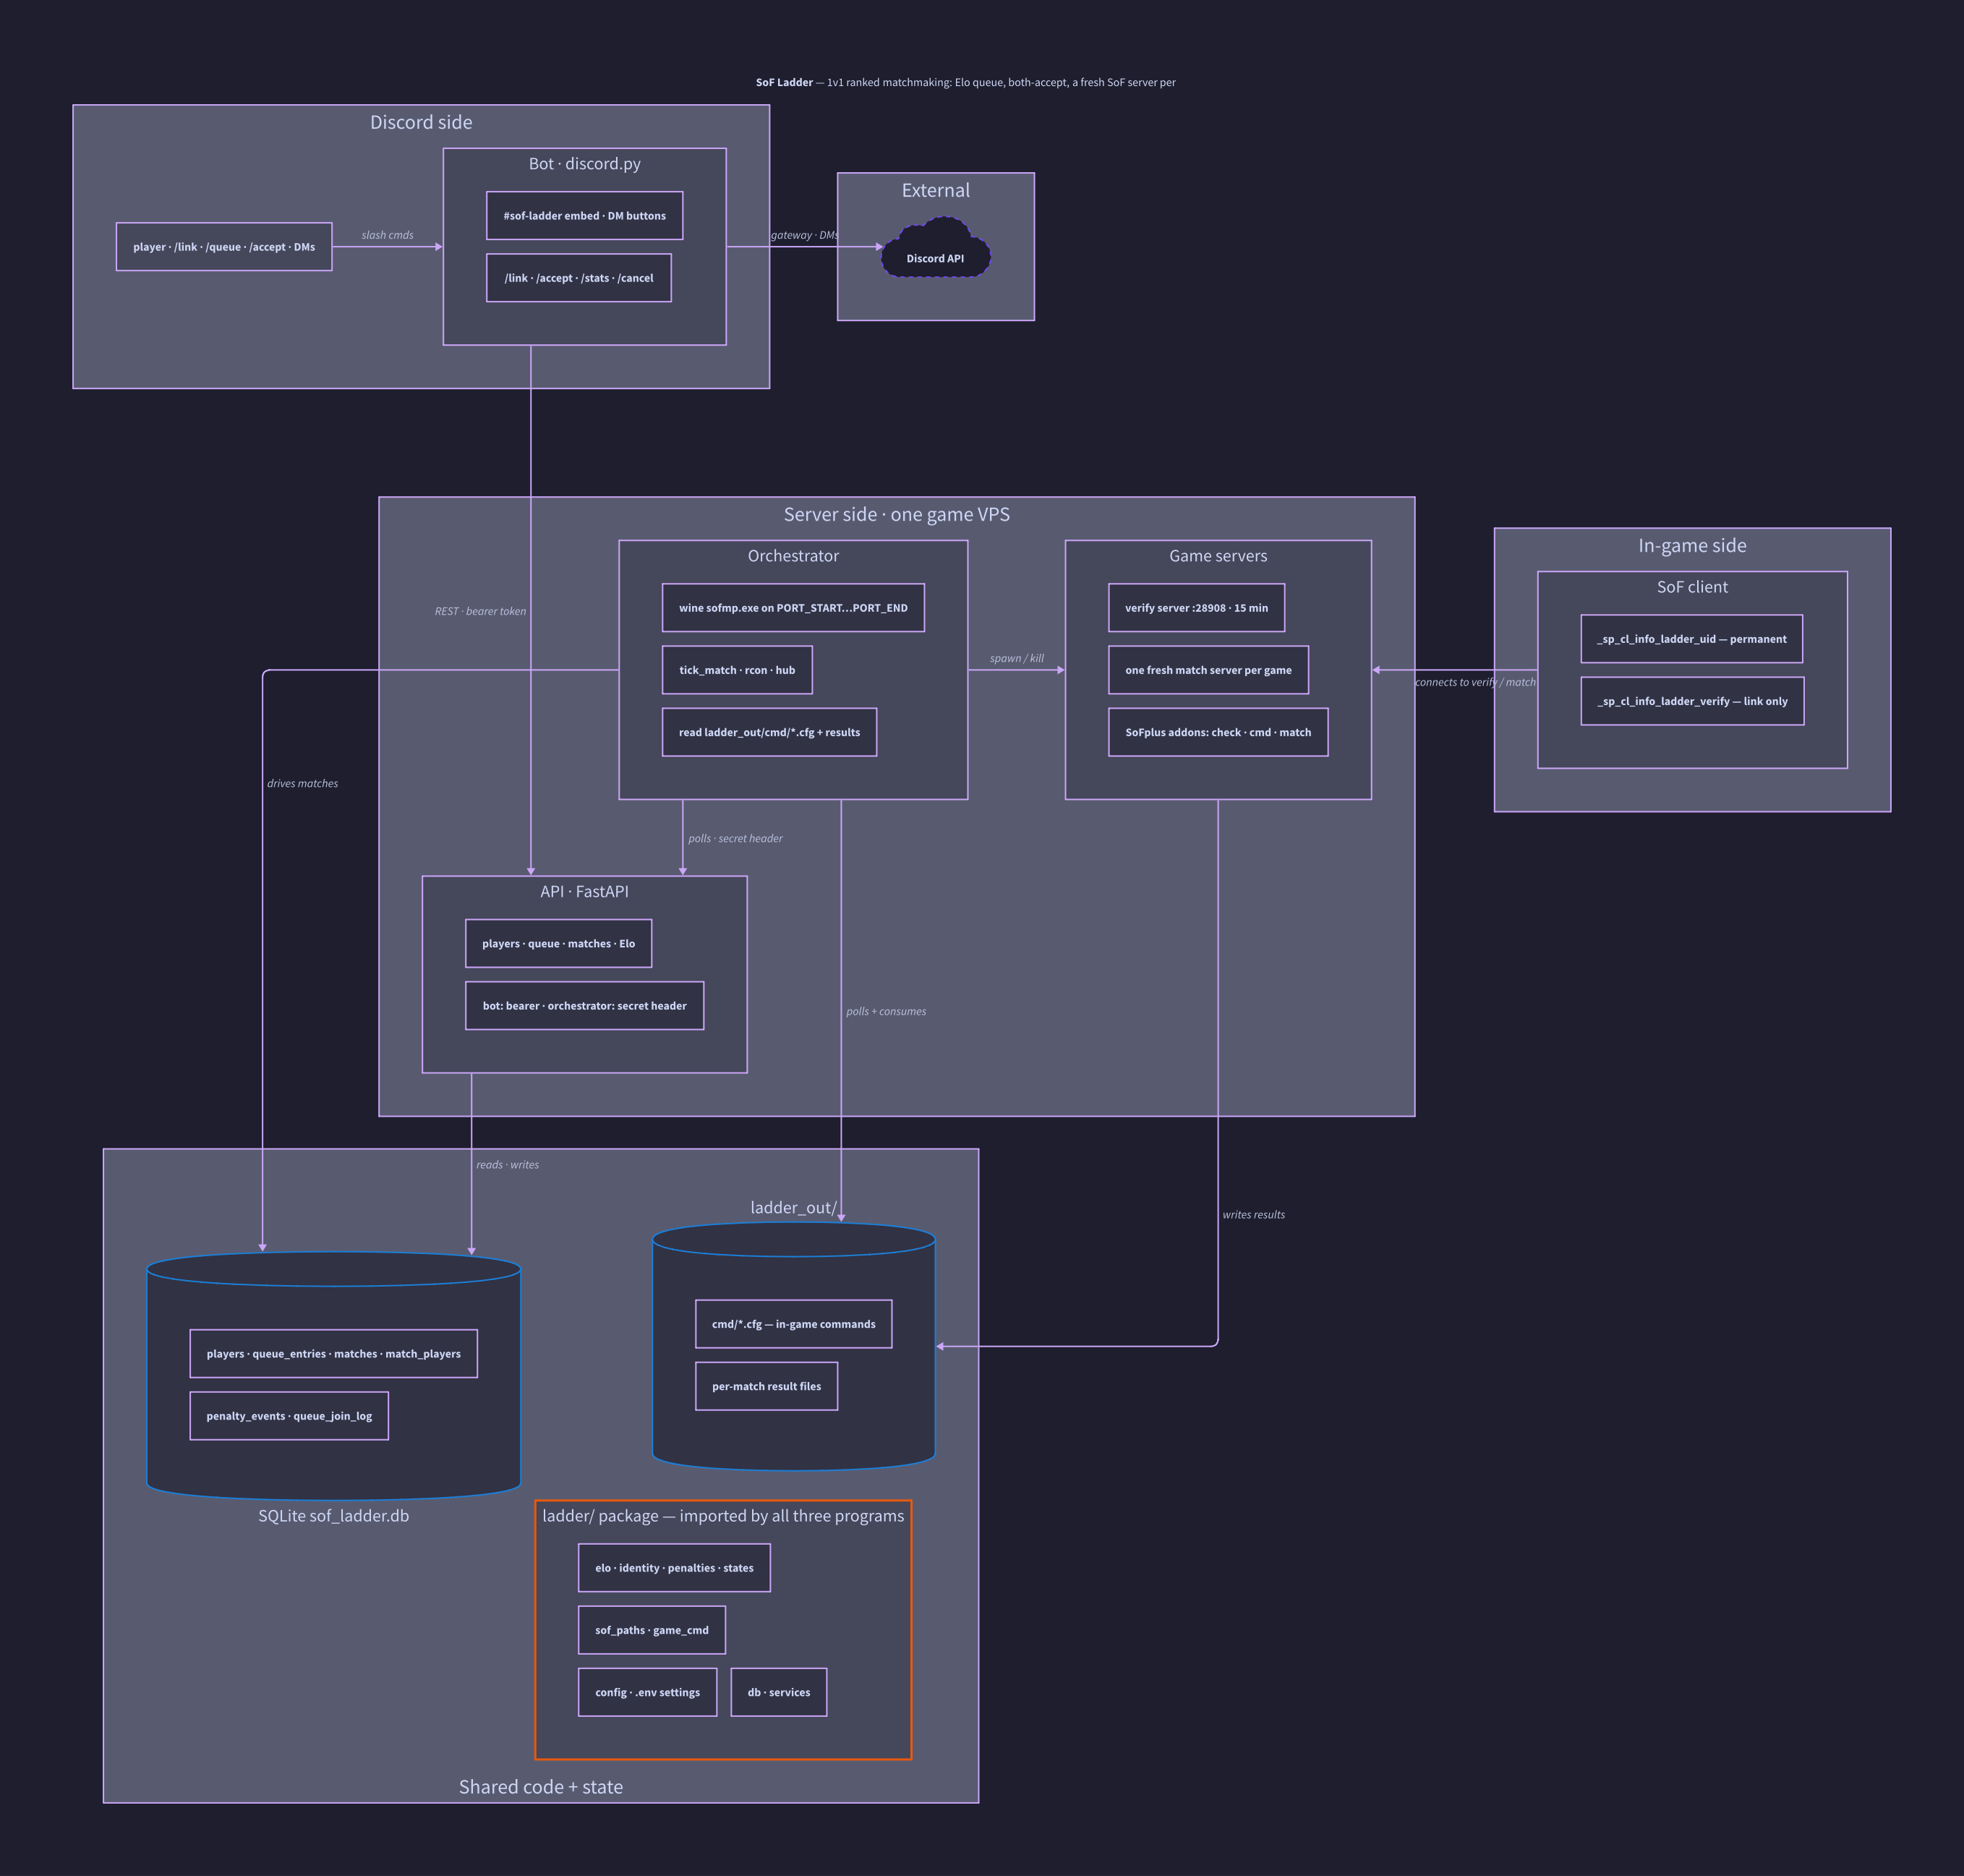 SoF Ladder — 1v1 ranked matchmaking: Elo queue, both-accept, a fresh SoF server per
Discord side
Bot · discord.py
#sof-ladder embed · DM buttons
/link · /accept · /stats · /cancel
player · /link · /queue · /accept · DMs
slash cmds
gateway · DMs
External
Discord API
REST · bearer token
Server side · one game VPS
Orchestrator
wine sofmp.exe on PORT_START…PORT_END
tick_match · rcon · hub
read ladder_out/cmd/*.cfg + results
spawn / kill
Game servers
verify server :28908 · 15 min
one fresh match server per game
SoFplus addons: check · cmd · match
connects to verify / match
In-game side
SoF client
_sp_cl_info_ladder_uid — permanent
_sp_cl_info_ladder_verify — link only
drives matches
polls · secret header
API · FastAPI
players · queue · matches · Elo
bot: bearer · orchestrator: secret header
polls + consumes
reads · writes
writes results
ladder_out/
cmd/*.cfg — in-game commands
per-match result files
players · queue_entries · matches · match_players
penalty_events · queue_join_log
SQLite sof_ladder.db
ladder/ package — imported by all three programs
elo · identity · penalties · states
sof_paths · game_cmd
config · .env settings
db · services
Shared code + state